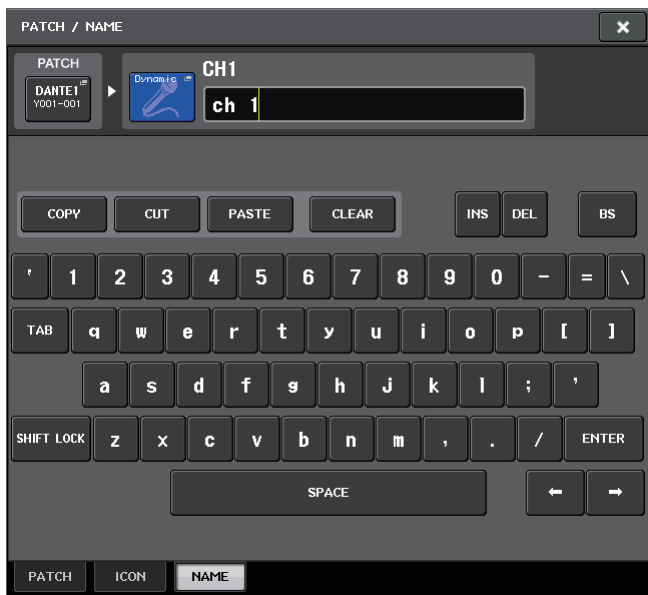 PATCH / NAME
PATCH
DANTE1
Y001-001
Dynamic
CH1
ch 1
COPY CUT PASTE CLEAR INS DEL BS
' 1 2 3 4 5 6 7 8 9 0 - = \
TAB q w e r t y u i o p [ ]
a s d f g h j k l ; '
SHIFT LOCK z x c v b n m , . / ENTER
SPACE ← →
PATCH ICON NAME